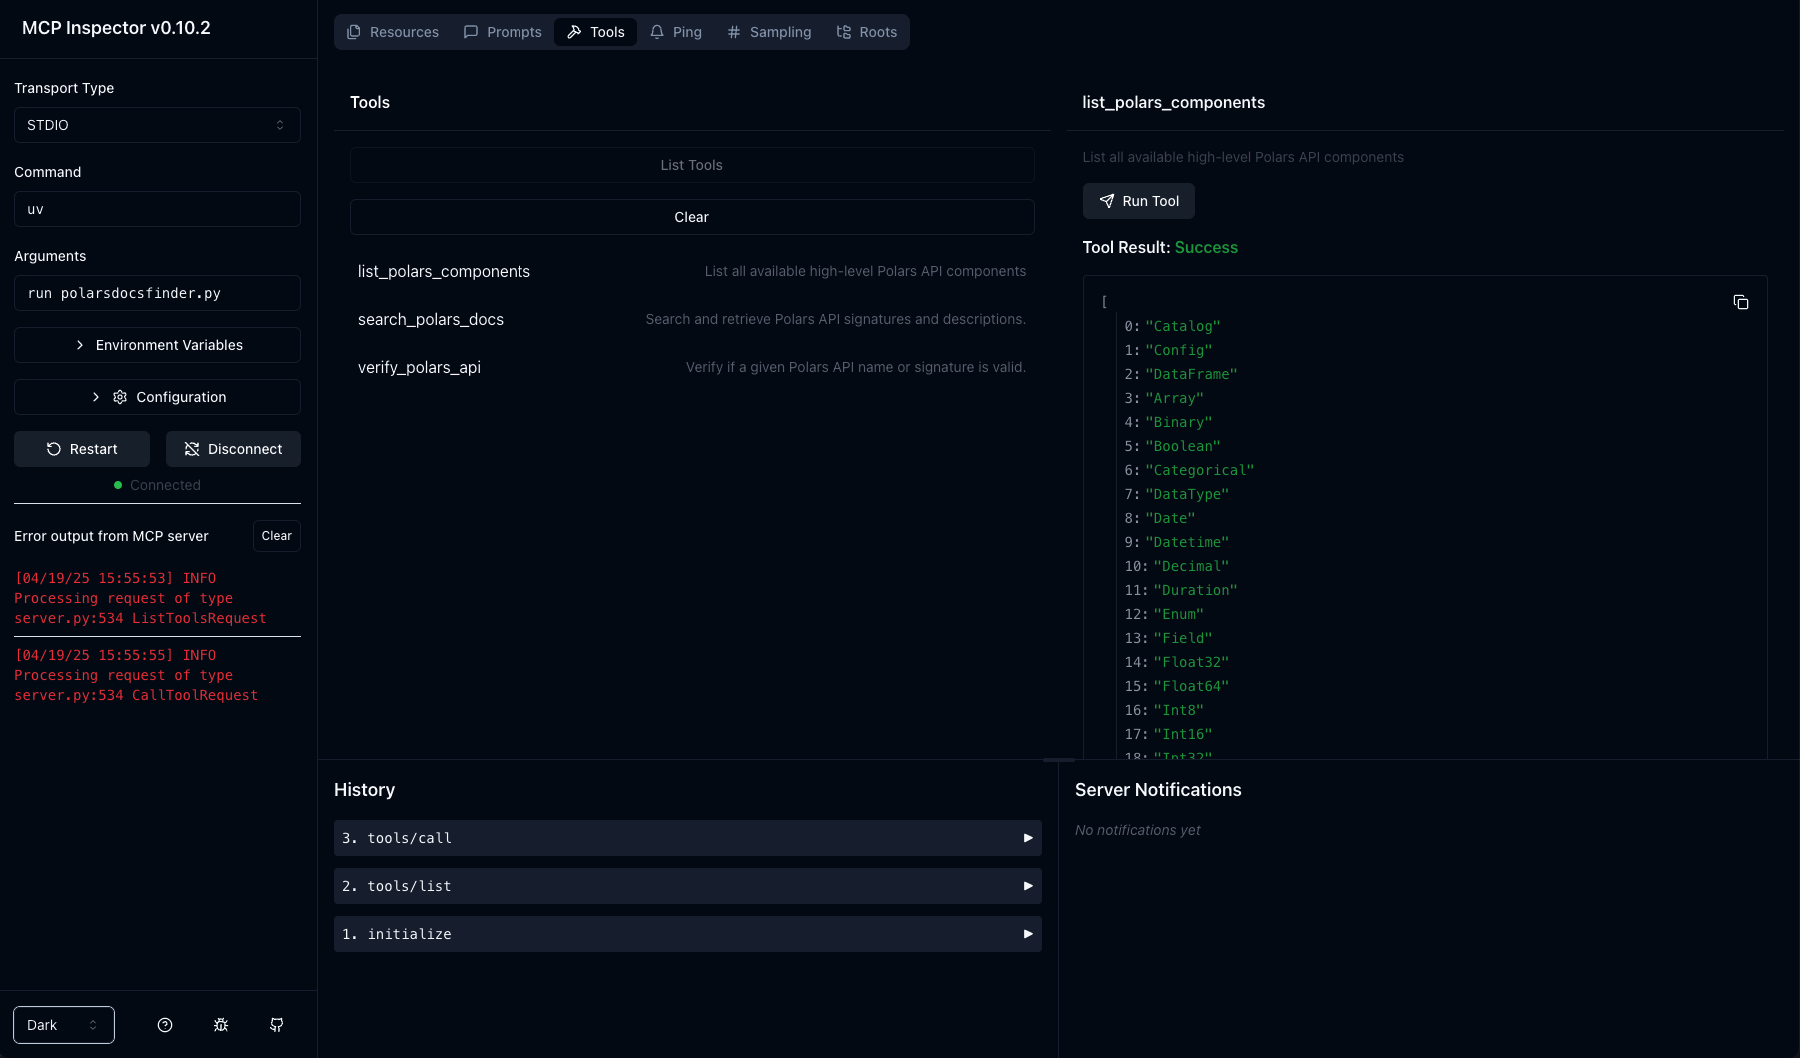 MCP Inspector v0.10.2
Transport Type
STDIO
Command
uv
Arguments
run polarsdocsfinder.py
Environment Variables
Configuration
Restart
Disconnect
Connected
Error output from MCP server
Clear
[04/19/25 15:55:53] INFO
Processing request of type
server.py:534 ListToolsRequest
[04/19/25 15:55:55] INFO
Processing request of type
server.py:534 CallToolRequest
Dark
Resources
Prompts
Tools
Ping
Sampling
Roots
Tools
List Tools
Clear
list_polars_components
List all available high-level Polars API components
search_polars_docs
Search and retrieve Polars API signatures and descriptions.
verify_polars_api
Verify if a given Polars API name or signature is valid.
list_polars_components
List all available high-level Polars API components
Run Tool
Tool Result: Success
[
0: "Catalog"
1: "Config"
2: "DataFrame"
3: "Array"
4: "Binary"
5: "Boolean"
6: "Categorical"
7: "DataType"
8: "Date"
9: "Datetime"
10: "Decimal"
11: "Duration"
12: "Enum"
13: "Field"
14: "Float32"
15: "Float64"
16: "Int8"
17: "Int16"
18: "Int32"
History
3. tools/call
2. tools/list
1. initialize
Server Notifications
No notifications yet